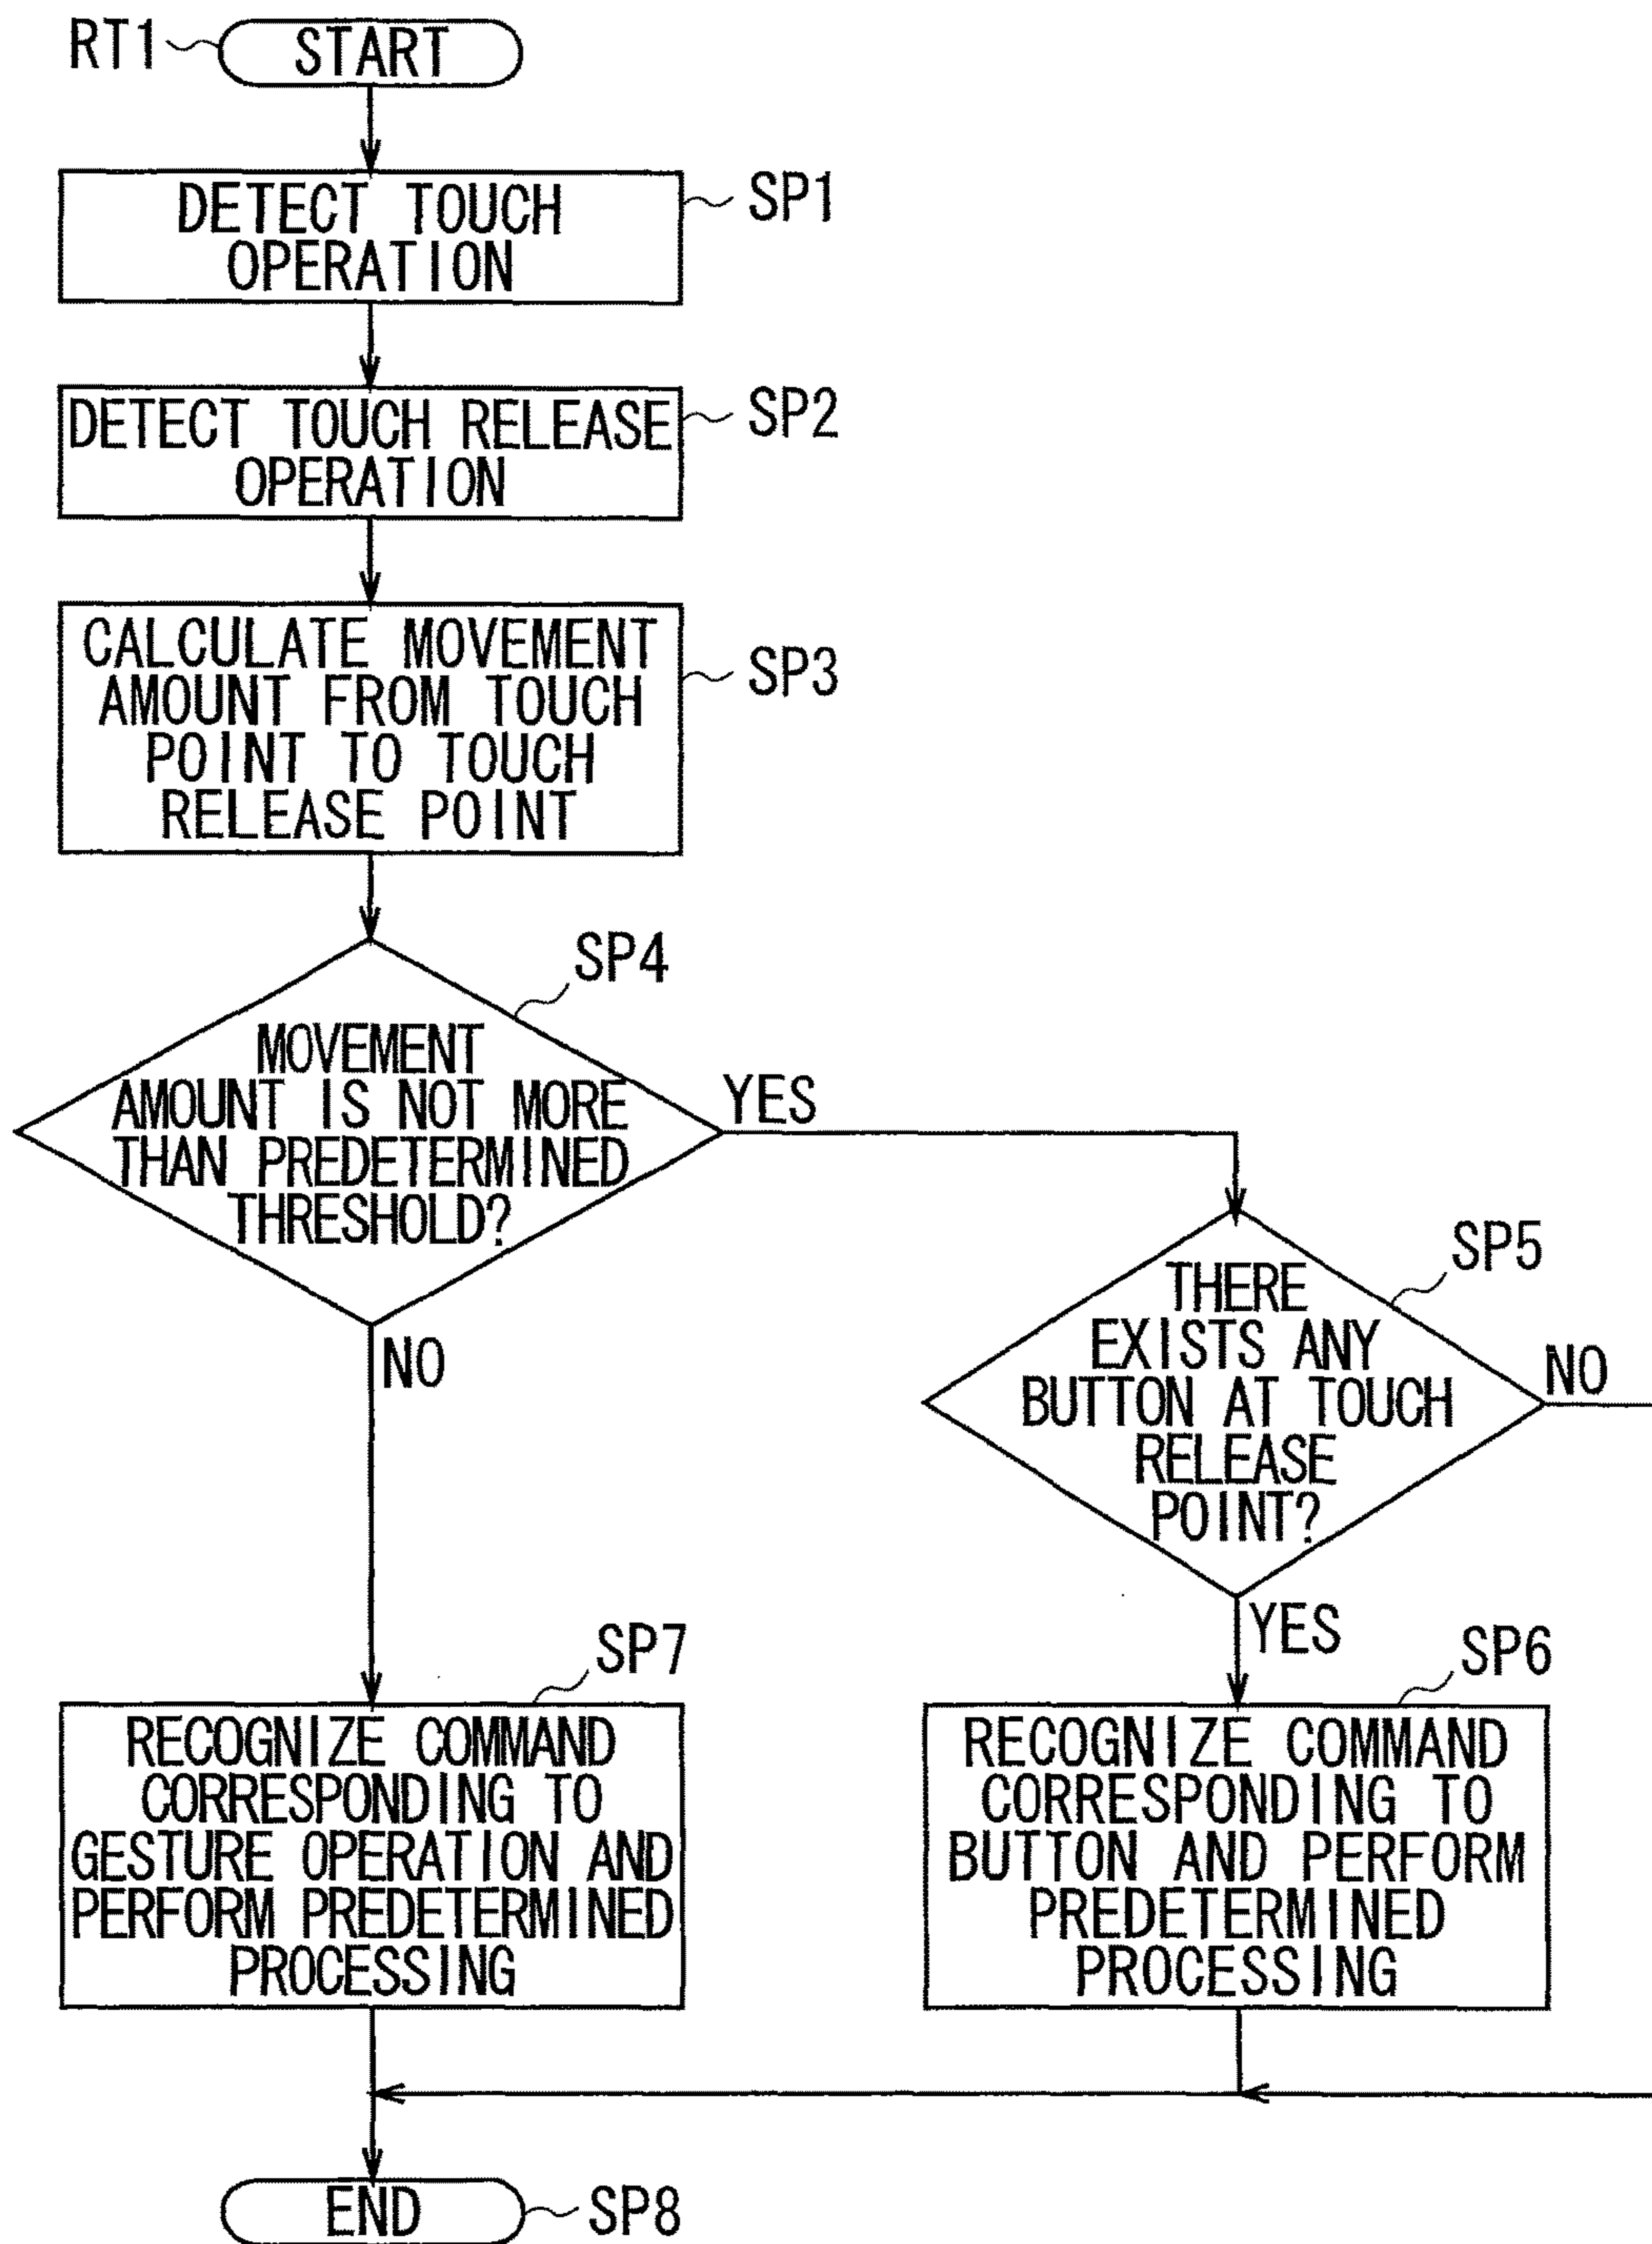 RT1
START
DETECT TOUCH
OPERATION
SP1
DETECT TOUCH RELEASE
OPERATION
SP2
CALCULATE MOVEMENT
AMOUNT FROM TOUCH
POINT TO TOUCH
RELEASE POINT
SP3
SP4
MOVEMENT
AMOUNT IS NOT MORE
THAN PREDETERMINED
THRESHOLD?
YES
NO
SP5
THERE
EXISTS ANY
BUTTON AT TOUCH
RELEASE
POINT?
NO
YES
SP7
RECOGNIZE COMMAND
CORRESPONDING TO
GESTURE OPERATION AND
PERFORM PREDETERMINED
PROCESSING
SP6
RECOGNIZE COMMAND
CORRESPONDING TO
BUTTON AND PERFORM
PREDETERMINED
PROCESSING
END
SP8